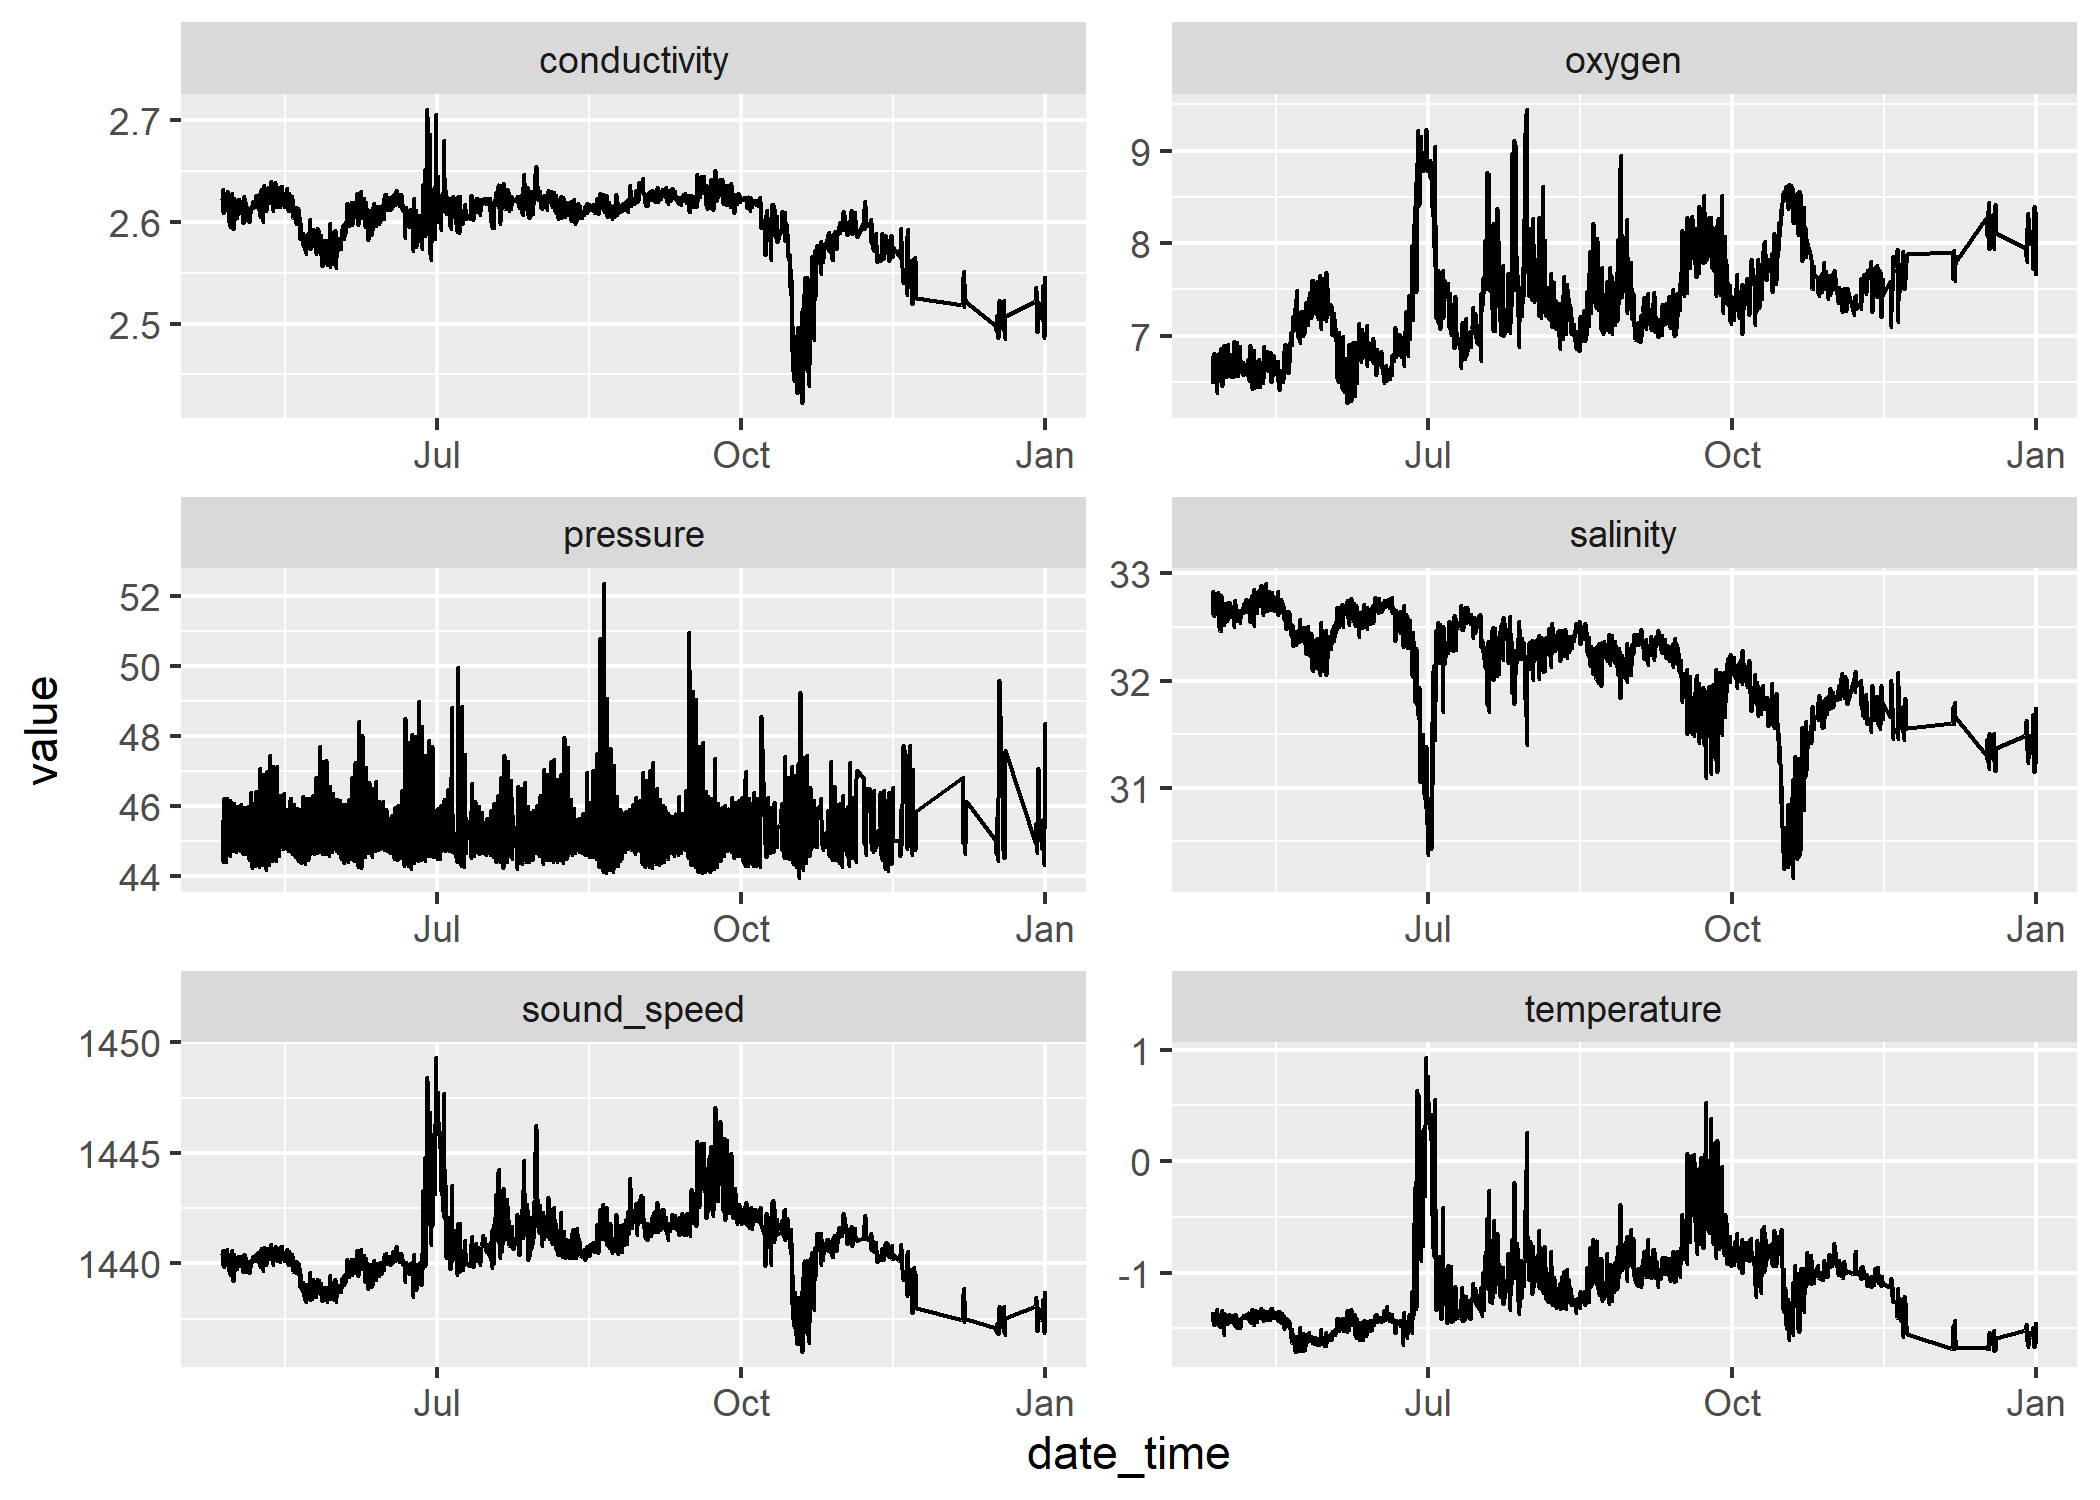 conductivity
oxygen
2.7
2.6
2.5
9
8
7
Jul Oct Jan
Jul Oct Jan
pressure
salinity
52
50
48
46
44
33
32
31
Jul Oct Jan
Jul Oct Jan
sound_speed
temperature
1450
1445
1440
1
0
-1
Jul Oct Jan
Jul Oct Jan
value
date_time